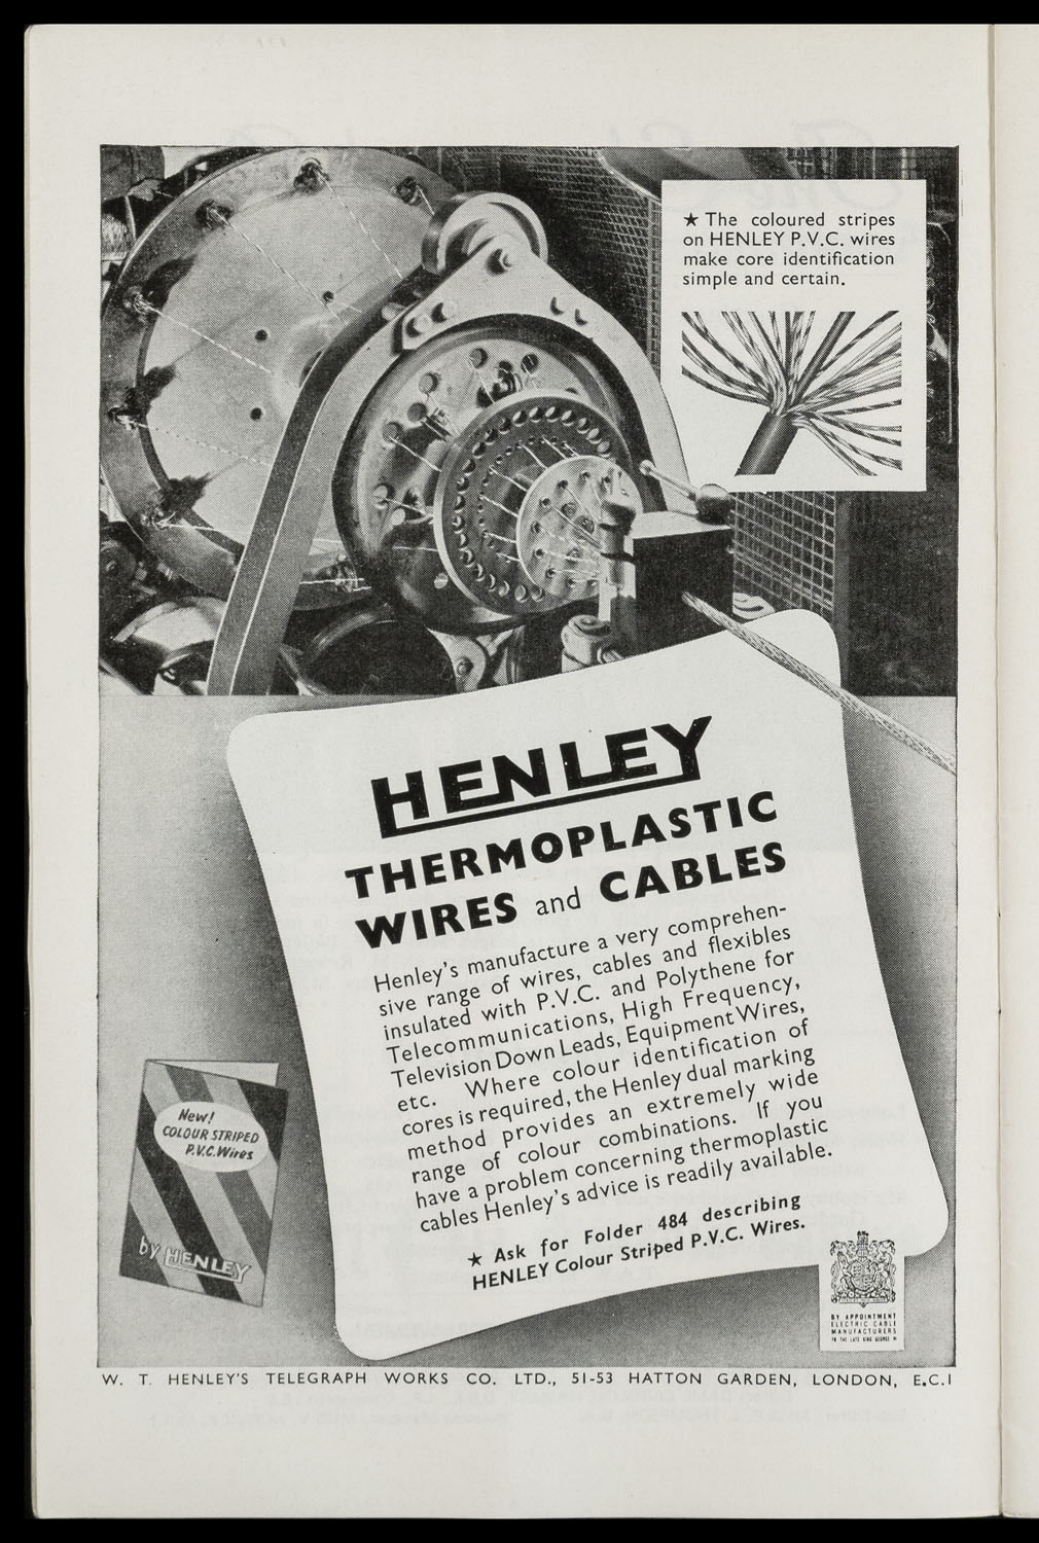 ★ The coloured stripes
on HENLEY P.V.C. wires
make core identification
simple and certain.
HENLEY
THERMOPLASTIC
WIRES and CABLES
Henley's manufacture a very comprehen-
sive range of wires, cables and flexibles
insulated with P.V.C. and Polythene for
Telecommunications, High Frequency,
Television Down Leads, Equipment Wires,
etc. Where colour identification of
cores is required, the Henley dual marking
method provides an extremely wide
range of colour combinations. If you
have a problem concerning thermoplastic
cables Henley's advice is readily available.
★ Ask for Folder 484 describing
HENLEY Colour Striped P.V.C. Wires.
New!
COLOUR STRIPED
P.V.C. Wires
by HENLEY
BY APPOINTMENT
ELECTRIC CABLE
MANUFACTURERS
TO THE LATE KING GEORGE VI
W. T. HENLEY'S TELEGRAPH WORKS CO. LTD., 51-53 HATTON GARDEN, LONDON, E.C.1